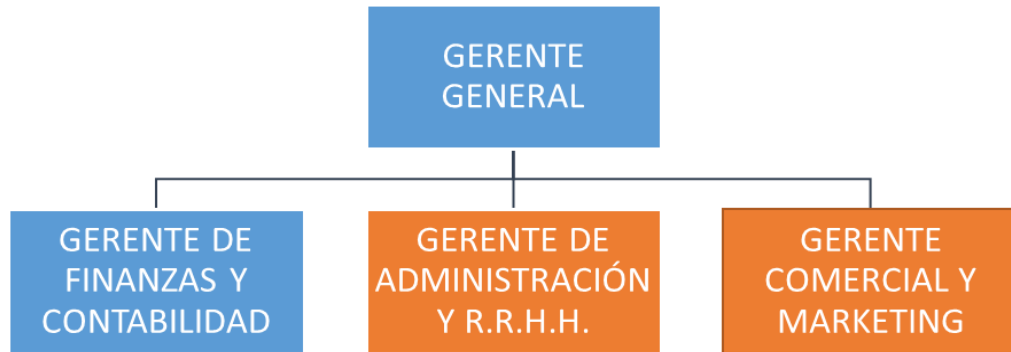 GERENTE
GENERAL
GERENTE DE
FINANZAS Y
CONTABILIDAD
GERENTE DE
ADMINISTRACIÓN
Y R.R.H.H.
GERENTE
COMERCIAL Y
MARKETING